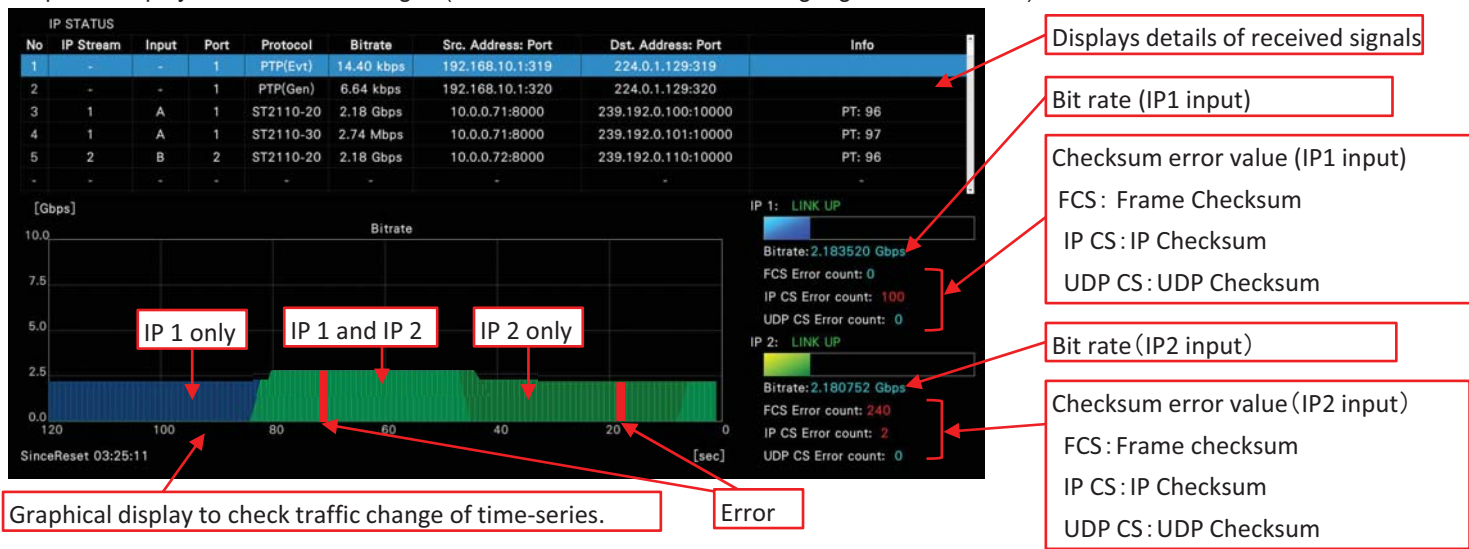 IP STATUS
No IP Stream Input Port Protocol Bitrate Src. Address: Port Dst. Address: Port Info
1 - - 1 PTP(Evt) 14.40 kbps 192.168.10.1:319 224.0.1.129:319
2 - - 1 PTP(Gen) 6.64 kbps 192.168.10.1:320 224.0.1.129:320
3 1 A 1 ST2110-20 2.18 Gbps 10.0.0.71:8000 239.192.0.100:10000 PT: 96
4 1 A 1 ST2110-30 2.74 Mbps 10.0.0.71:8000 239.192.0.101:10000 PT: 97
5 2 B 2 ST2110-20 2.18 Gbps 10.0.0.72:8000 239.192.0.110:10000 PT: 96
- - - - - - - - -
[Gbps]
Bitrate
10.0
7.5
5.0
2.5
0.0
120 100 80 60 40 20 0
SinceReset 03:25:11 [sec]
IP 1 only
IP 1 and IP 2
IP 2 only
IP 1: LINK UP
Bitrate: 2.183520 Gbps
FCS Error count: 0
IP CS Error count: 100
UDP CS Error count: 0
IP 2: LINK UP
Bitrate: 2.180752 Gbps
FCS Error count: 240
IP CS Error count: 2
UDP CS Error count: 0
Displays details of received signals
Bit rate (IP1 input)
Checksum error value (IP1 input)
FCS: Frame Checksum
IP CS:IP Checksum
UDP CS:UDP Checksum
Bit rate（IP2 input）
Checksum error value（IP2 input）
FCS:Frame checksum
IP CS:IP Checksum
UDP CS:UDP Checksum
Graphical display to check traffic change of time-series.
Error